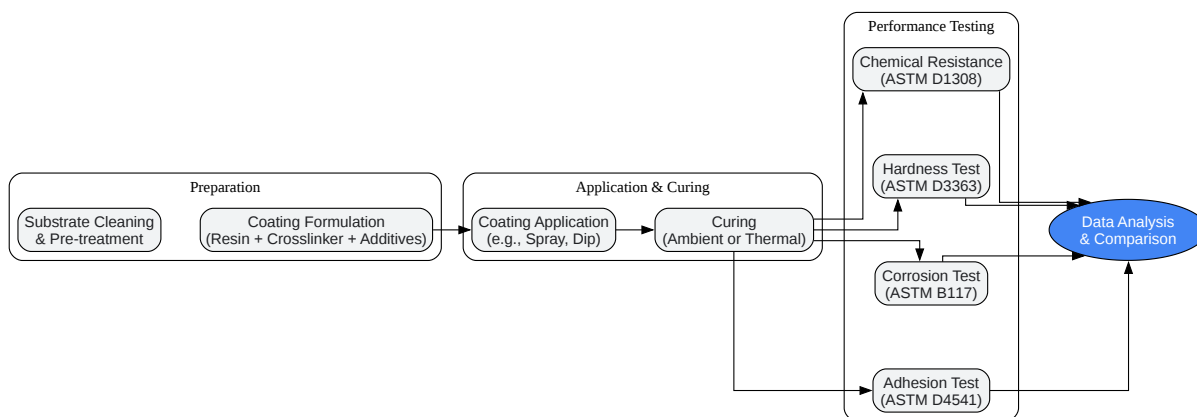 Preparation
Substrate Cleaning
& Pre-treatment
Coating Formulation
(Resin + Crosslinker + Additives)
Application & Curing
Coating Application
(e.g., Spray, Dip)
Curing
(Ambient or Thermal)
Performance Testing
Chemical Resistance
(ASTM D1308)
Hardness Test
(ASTM D3363)
Corrosion Test
(ASTM B117)
Adhesion Test
(ASTM D4541)
Data Analysis
& Comparison